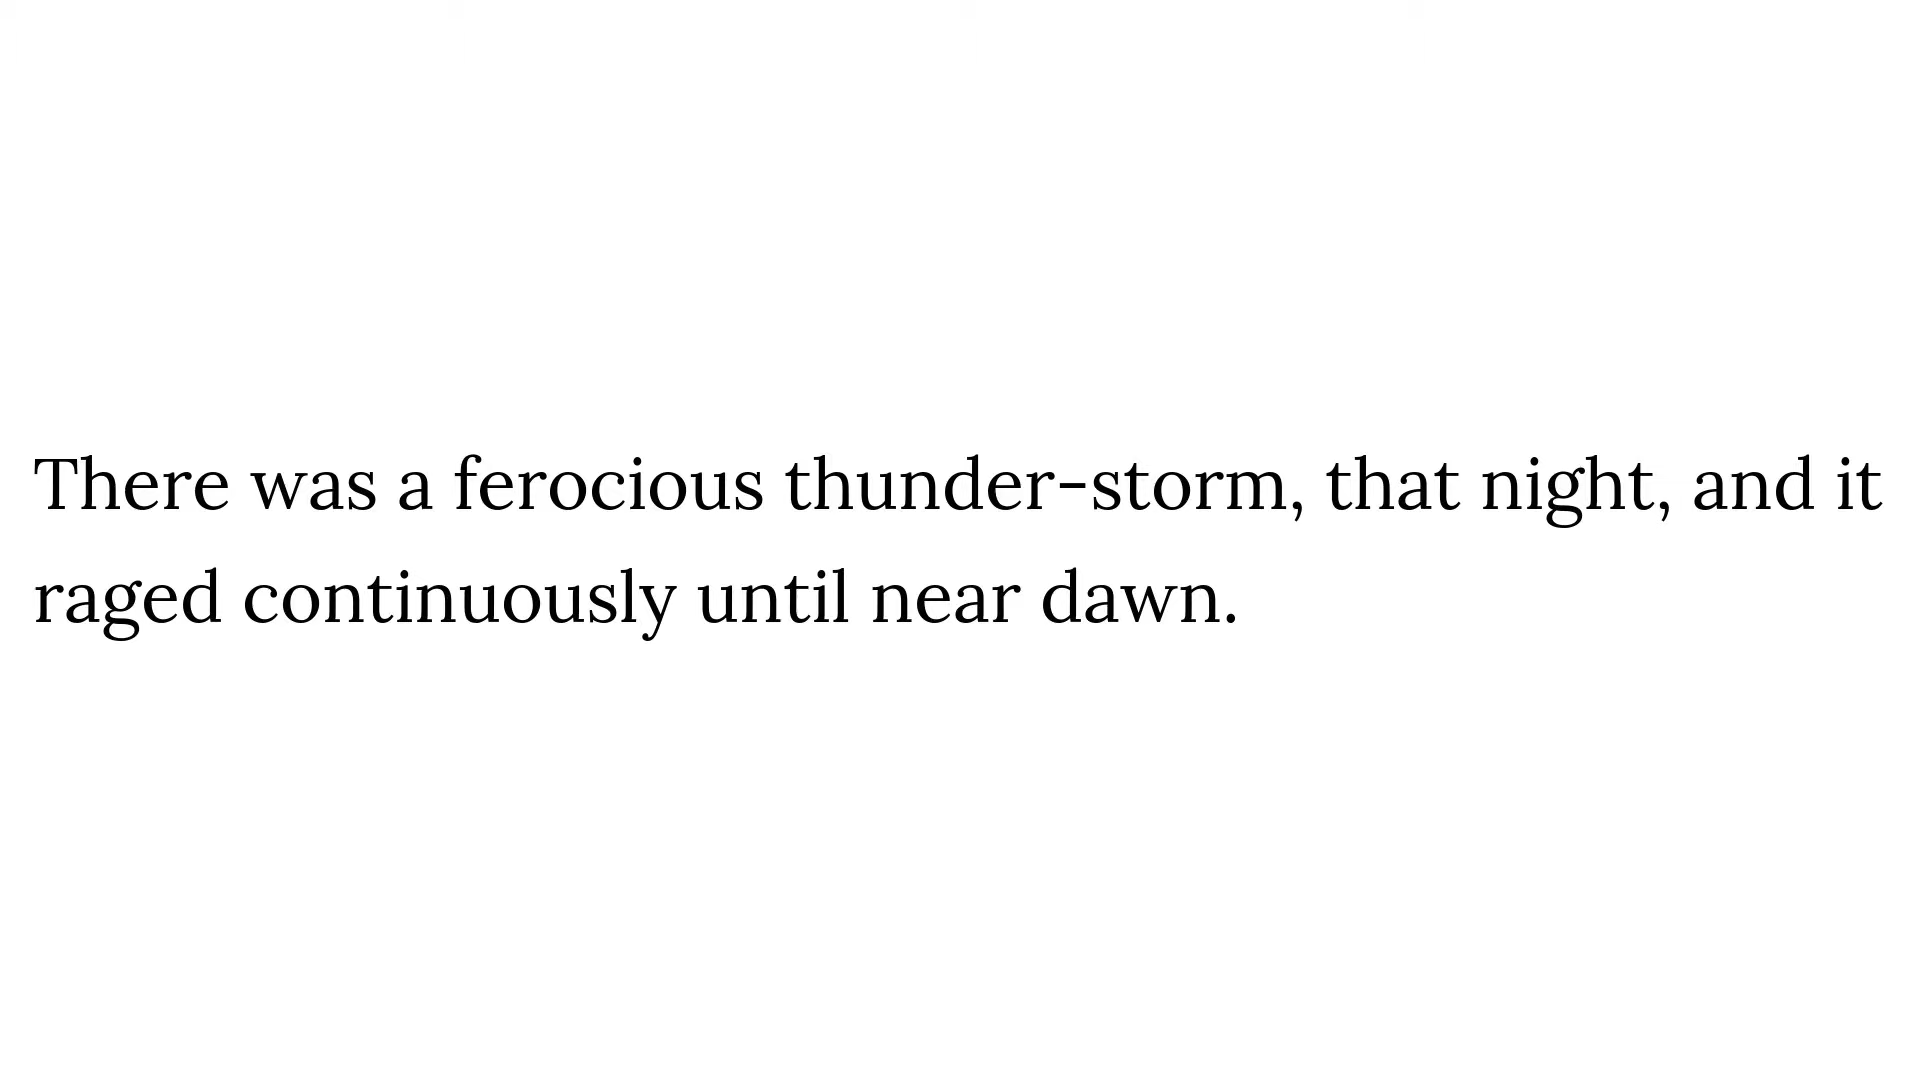 There was a ferocious thunder-storm, that night, and it
raged continuously until near dawn.